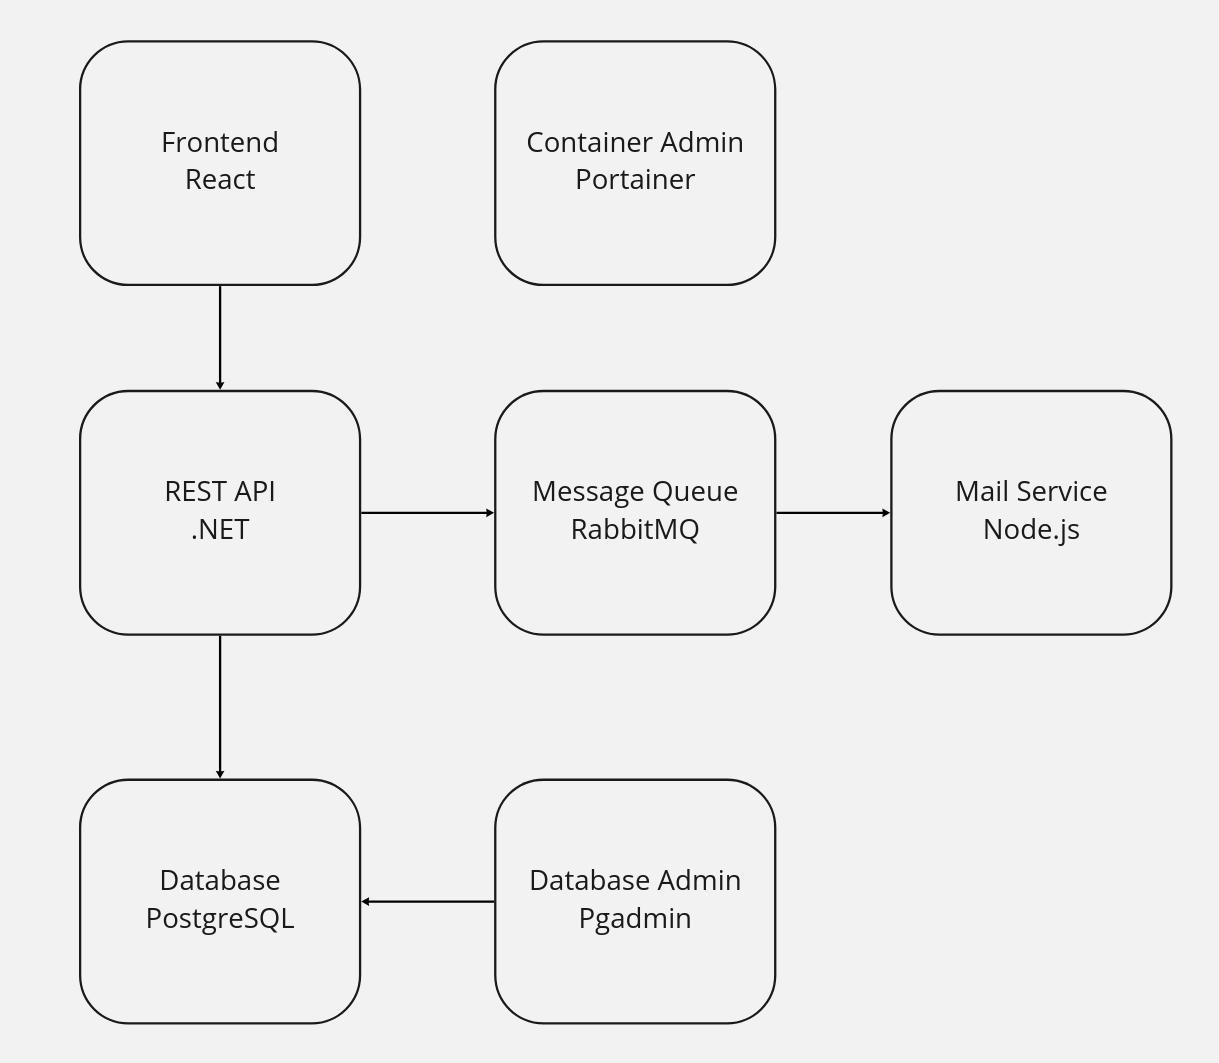 Frontend
React
Container Admin
Portainer
REST API
.NET
Message Queue
RabbitMQ
Mail Service
Node.js
Database
PostgreSQL
Database Admin
Pgadmin